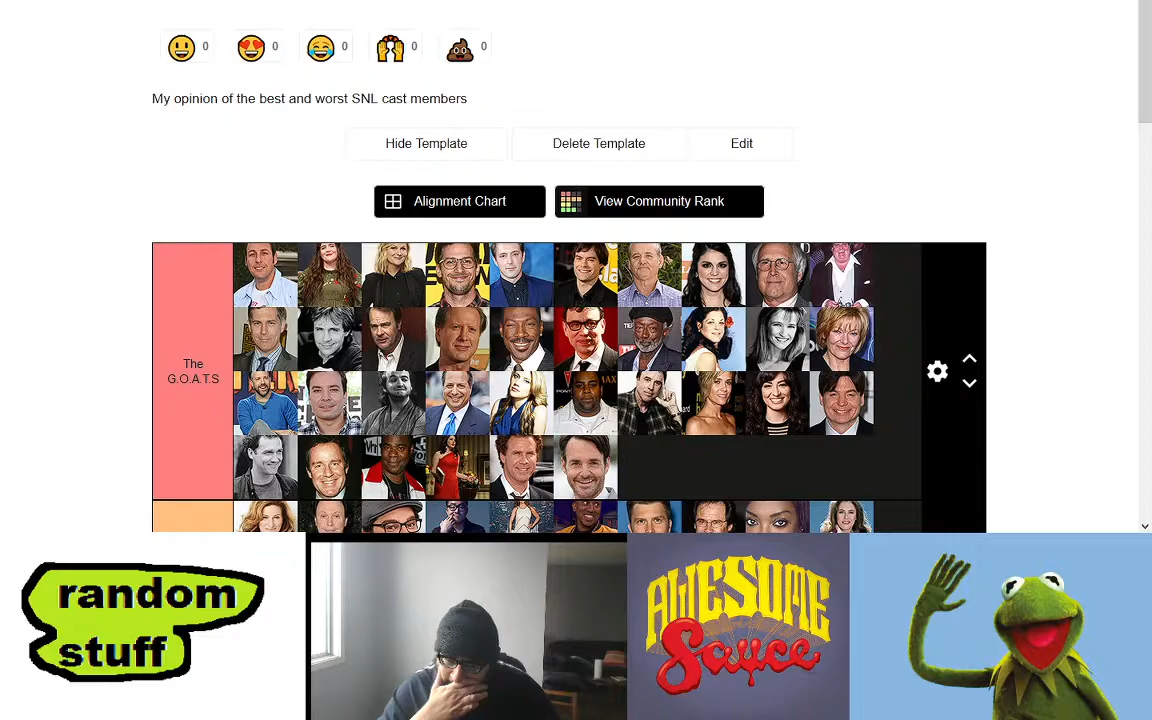 0 0 0 0 0
My opinion of the best and worst SNL cast members
Hide Template Delete Template Edit
Alignment Chart View Community Rank
The
G.O.A.T.S
random
stuff
AWESOME
Sauce